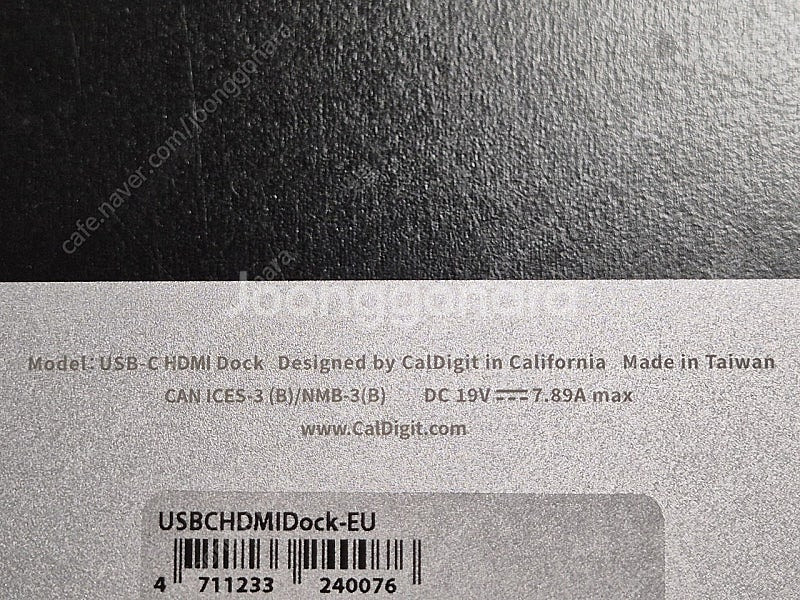 cafe.naver.com/joonggonara
Joonggonara
Model: USB-C HDMI Dock Designed by CalDigit in California Made in Taiwan
CAN ICES-3 (B)/NMB-3(B) DC 19V⎓7.89A max
www.CalDigit.com
USBCHDMIDock-EU
4 711233 240076